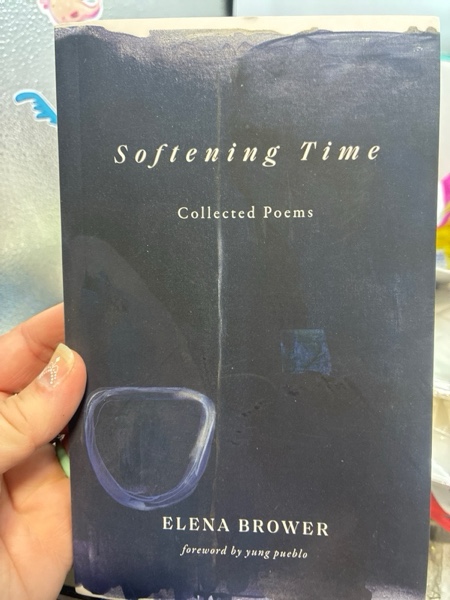 Softening Time
Collected Poems
ELENA BROWER
foreword by yung pueblo